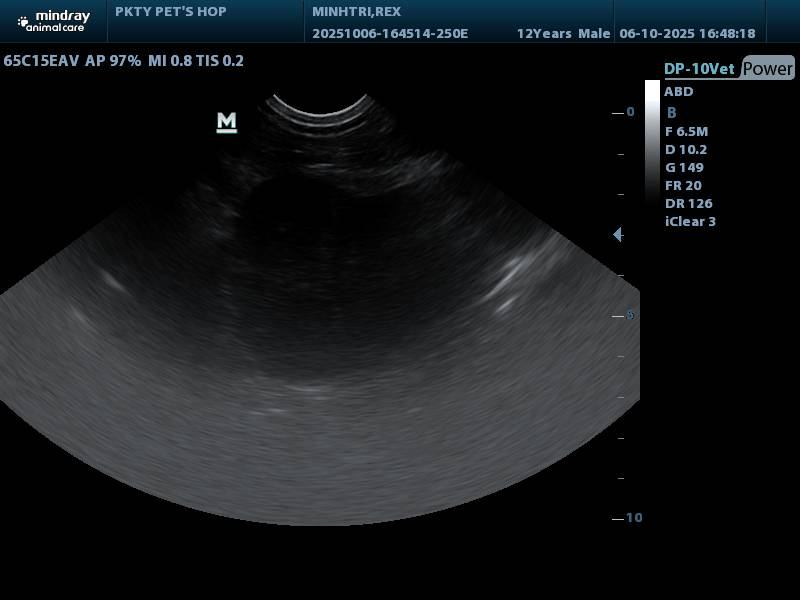 mindray
animal care
PKTY PET'S HOP
MINHTRI,REX
20251006-164514-250E
12Years Male
06-10-2025 16:48:18
65C15EAV AP 97% MI 0.8 TIS 0.2
DP-10Vet
Power
M
ABD
B
F 6.5M
D 10.2
G 149
FR 20
DR 126
iClear 3
0
5
10